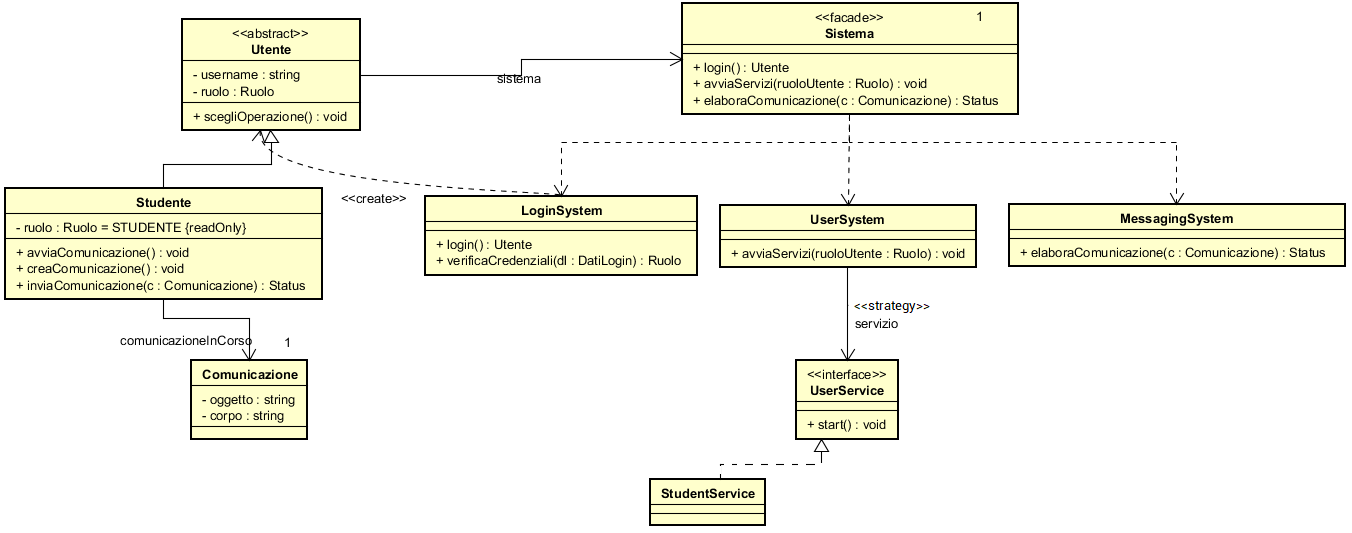 <<abstract>>
Utente
- username : string
- ruolo : Ruolo
+ scegliOperazione() : void
sistema
<<facade>>
1
Sistema
+ login() : Utente
+ avviaServizi(ruoloUtente : Ruolo) : void
+ elaboraComunicazione(c : Comunicazione) : Status
Studente
- ruolo : Ruolo = STUDENTE {readOnly}
+ avviaComunicazione() : void
+ creaComunicazione() : void
+ inviaComunicazione(c : Comunicazione) : Status
<<create>>
LoginSystem
+ login() : Utente
+ verificaCredenziali(dl : DatiLogin) : Ruolo
UserSystem
+ avviaServizi(ruoloUtente : Ruolo) : void
MessagingSystem
+ elaboraComunicazione(c : Comunicazione) : Status
comunicazioneInCorso
1
Comunicazione
- oggetto : string
- corpo : string
<<strategy>>
servizio
<<interface>>
UserService
+ start() : void
StudentService